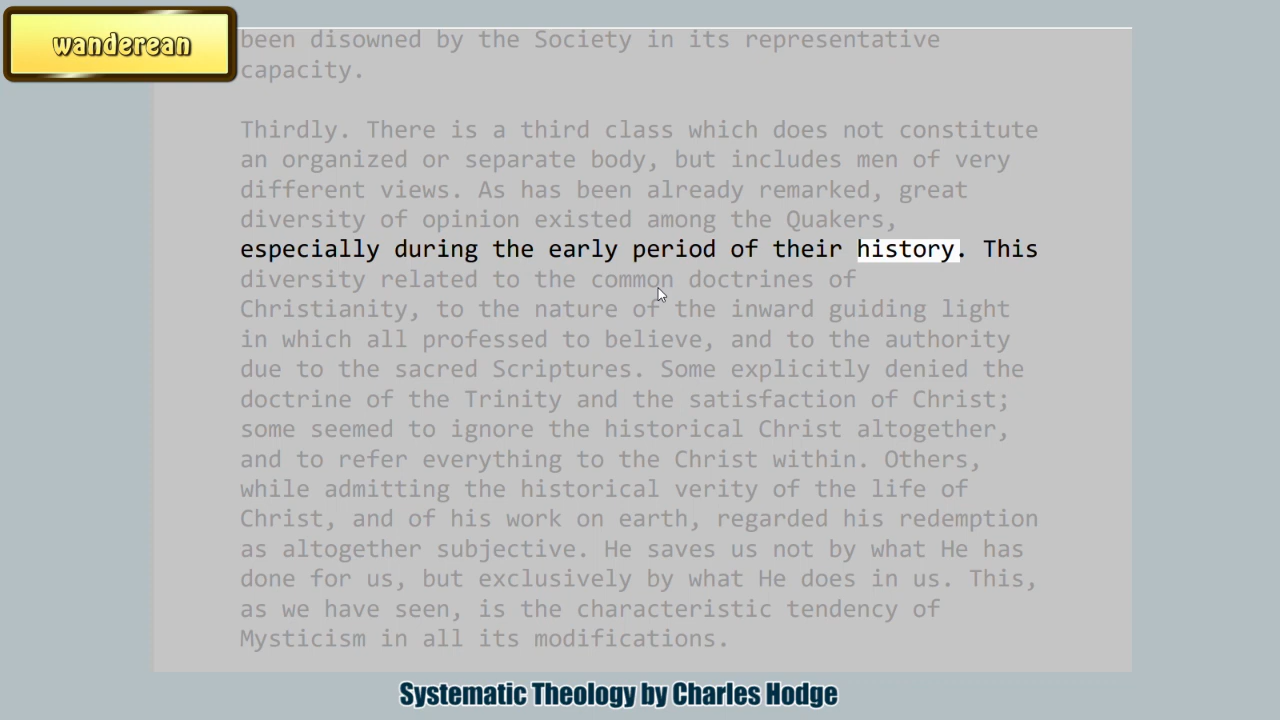 wanderean
been disowned by the Society in its representative
capacity.
Thirdly. There is a third class which does not constitute
an organized or separate body, but includes men of very
different views. As has been already remarked, great
diversity of opinion existed among the Quakers,
especially during the early period of their history. This
diversity related to the common doctrines of
Christianity, to the nature of the inward guiding light
in which all professed to believe, and to the authority
due to the sacred Scriptures. Some explicitly denied the
doctrine of the Trinity and the satisfaction of Christ;
some seemed to ignore the historical Christ altogether,
and to refer everything to the Christ within. Others,
while admitting the historical verity of the life of
Christ, and of his work on earth, regarded his redemption
as altogether subjective. He saves us not by what He has
done for us, but exclusively by what He does in us. This,
as we have seen, is the characteristic tendency of
Mysticism in all its modifications.
Systematic Theology by Charles Hodge